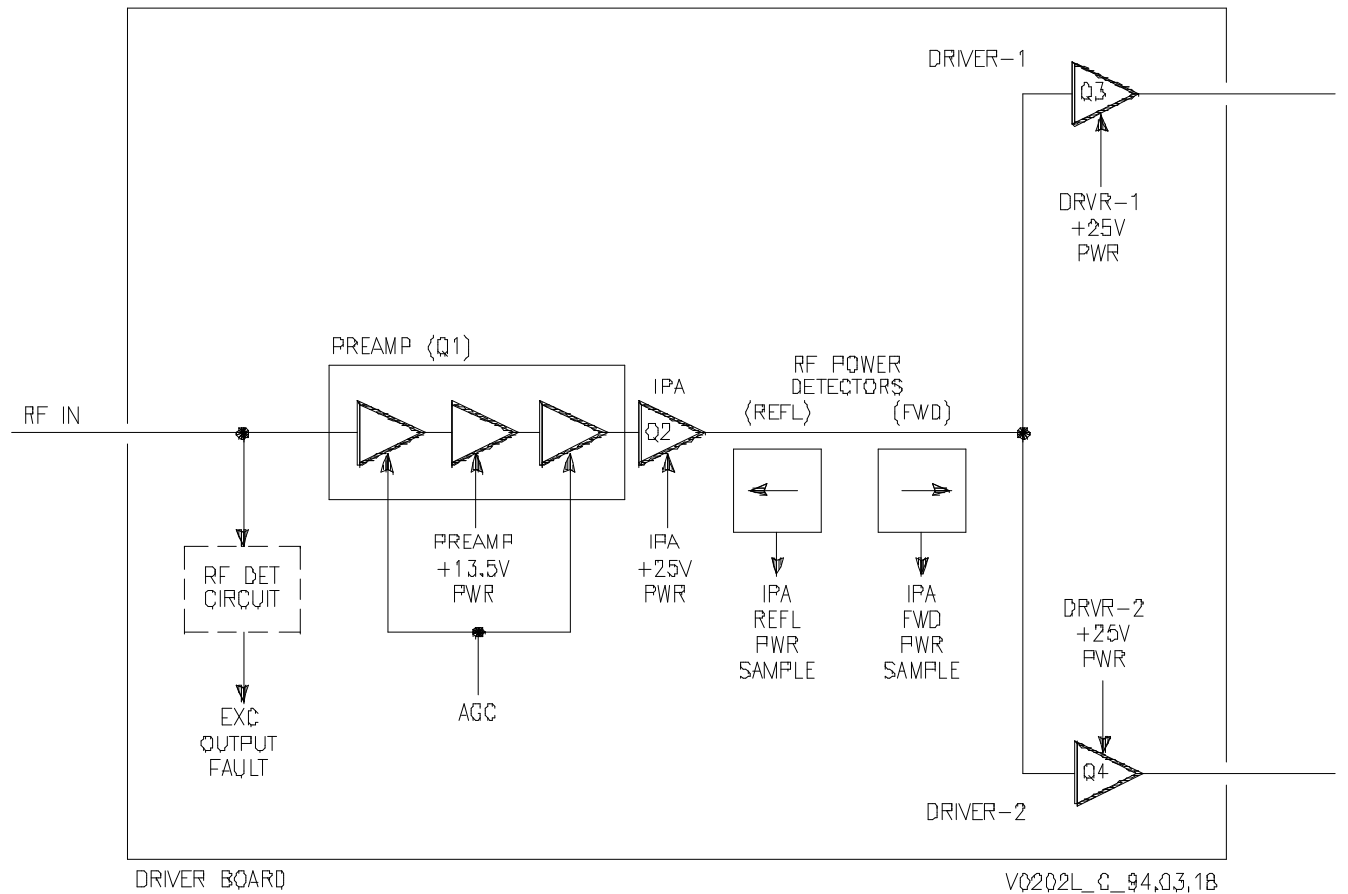 DRIVER-1
Q3
DRVR-1
+25V
PWR
PREAMP (Q1)
RF POWER
DETECTORS
IPA
RF IN
(REFL)
(FWD)
Q2
PREAMP
+13.5V
PWR
IPA
+25V
PWR
RF DET
CIRCUIT
IPA
REFL
PWR
SAMPLE
IPA
FWD
PWR
SAMPLE
DRVR-2
+25V
PWR
AGC
EXC
OUTPUT
FAULT
Q4
DRIVER-2
DRIVER BOARD
V0202L_C_94.03.18